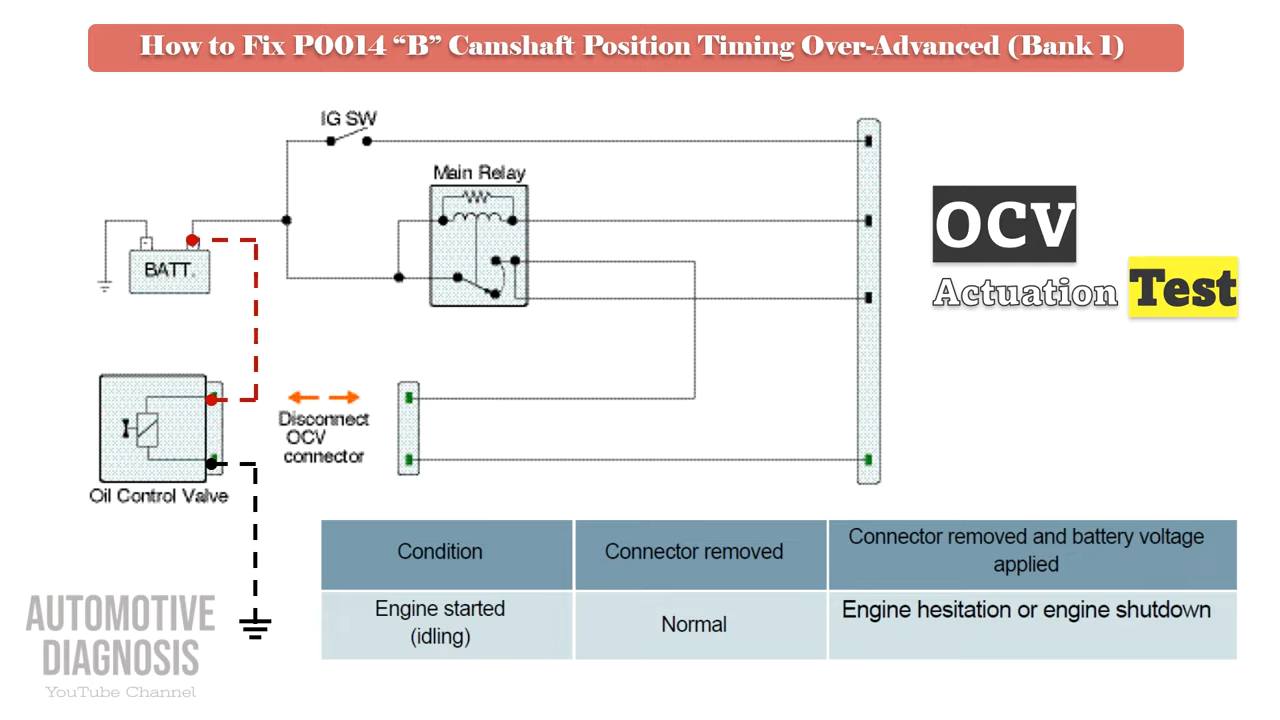 How to Fix P0014 “B” Camshaft Position Timing Over-Advanced (Bank 1)
IG SW
Main Relay
BATT.
-
OCV
Actuation Test
Disconnect
OCV
connector
Oil Control Valve
Condition
Connector removed
Connector removed and battery voltage
applied
Engine started
(idling)
Normal
Engine hesitation or engine shutdown
AUTOMOTIVE
DIAGNOSIS
YouTube Channel